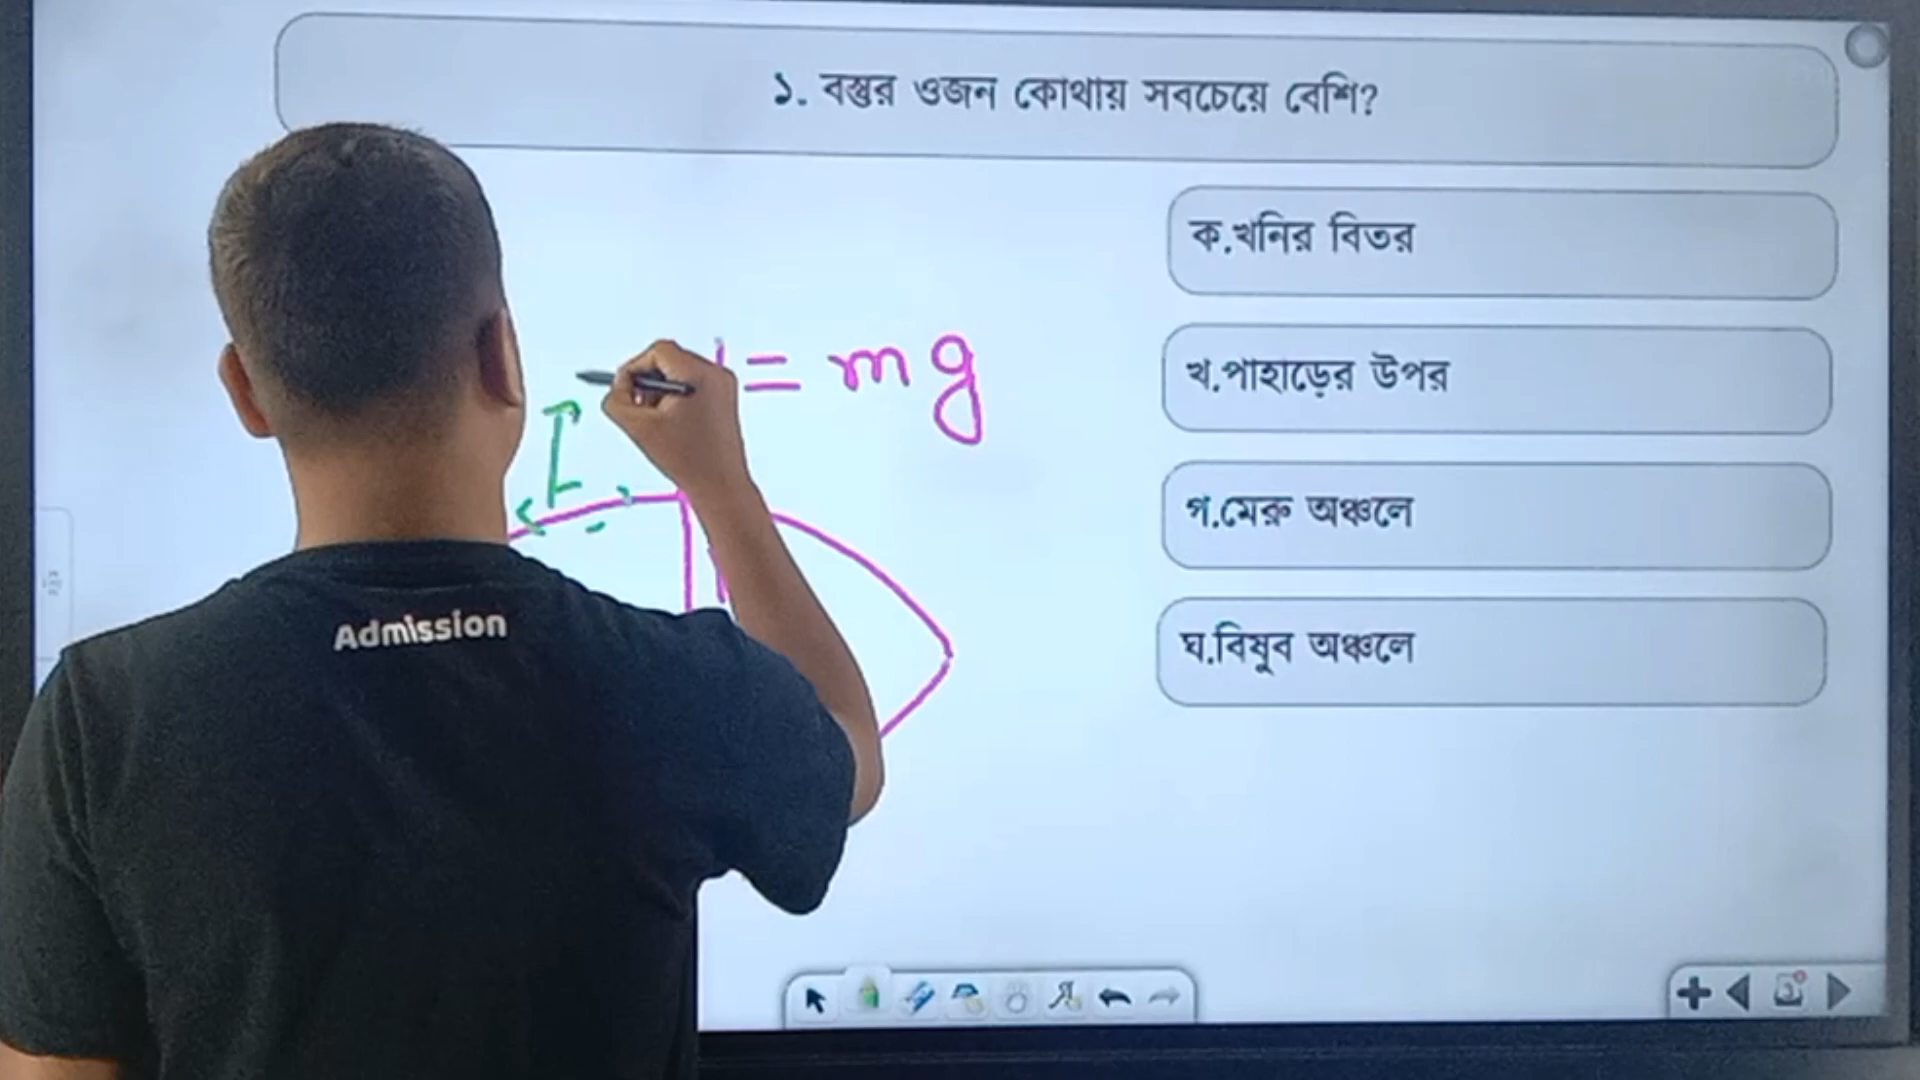 ১. বস্তুর ওজন কোথায় সবচেয়ে বেশি?
ক.খনির বিতর
= mg
খ.পাহাড়ের উপর
গ.মেরু অঞ্চলে
ঘ.বিষুব অঞ্চলে
Admission